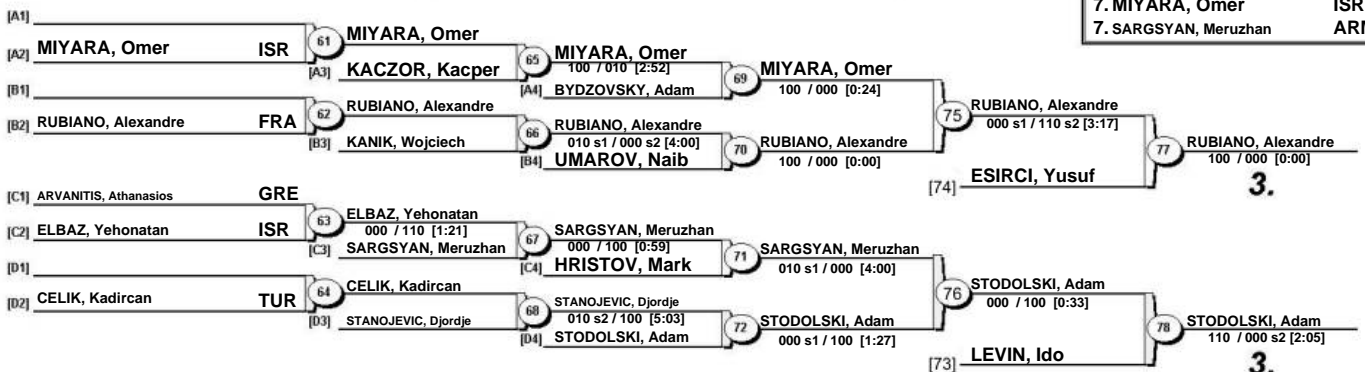 7. MIYARA, Omer ISR
7. SARGSYAN, Meruzhan
[A1]
[A2] MIYARA, Omer ISR
61 MIYARA, Omer
[A3] KACZOR, Kacper
65 MIYARA, Omer
100 / 010 [2:52]
[A4] BYDZOVSKY, Adam
69 MIYARA, Omer
100 / 000 [0:24]
[B1]
[B2] RUBIANO, Alexandre FRA
62 RUBIANO, Alexandre
[B3] KANIK, Wojciech
66 RUBIANO, Alexandre
010 s1 / 000 s2 [4:00]
[B4] UMAROV, Naib
70 RUBIANO, Alexandre
100 / 000 [0:00]
75 RUBIANO, Alexandre
000 s1 / 110 s2 [3:17]
[74] ESIRCI, Yusuf
77 RUBIANO, Alexandre
100 / 000 [0:00]
3.
[C1] ARVANITIS, Athanasios GRE
[C2] ELBAZ, Yehonatan ISR
63 ELBAZ, Yehonatan
000 / 110 [1:21]
[C3] SARGSYAN, Meruzhan
67 SARGSYAN, Meruzhan
000 / 100 [0:59]
[C4] HRISTOV, Mark
71 SARGSYAN, Meruzhan
010 s1 / 000 [4:00]
[D1]
[D2] CELIK, Kadircan TUR
64 CELIK, Kadircan
[D3] STANOJEVIC, Djordje
68 STANOJEVIC, Djordje
010 s2 / 100 [5:03]
[D4] STODOLSKI, Adam
72 STODOLSKI, Adam
000 s1 / 100 [1:27]
76 STODOLSKI, Adam
000 / 100 [0:33]
[73] LEVIN, Ido
78 STODOLSKI, Adam
110 / 000 s2 [2:05]
3.